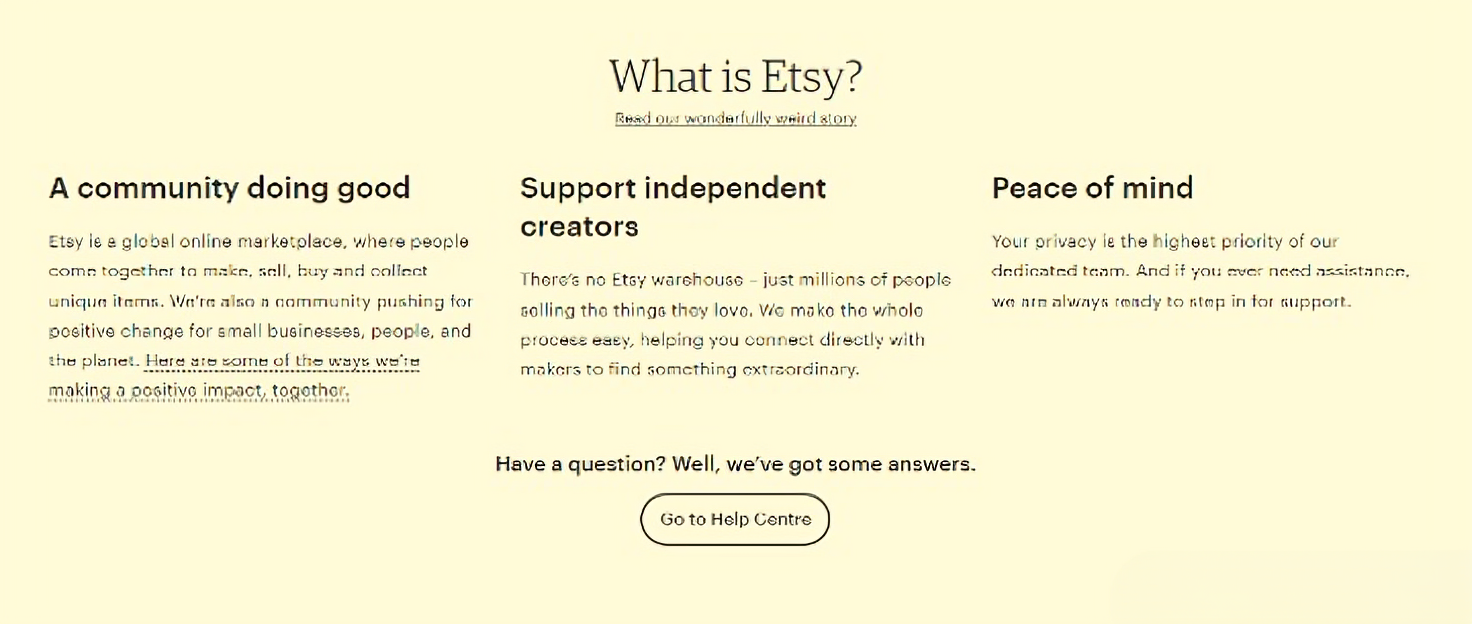 What is Etsy?
Read our wonderfully weird story
A community doing good
Etsy is a global online marketplace, where people
come together to make, sell, buy and collect
unique items. We're also a community pushing for
positive change for small businesses, people, and
the planet. Here are some of the ways we're
making a positive impact, together.
Support independent
creators
There's no Etsy warehouse – just millions of people
selling the things they love. We make the whole
process easy, helping you connect directly with
makers to find something extraordinary.
Peace of mind
Your privacy is the highest priority of our
dedicated team. And if you ever need assistance,
we are always ready to step in for support.
Have a question? Well, we've got some answers.
Go to Help Centre